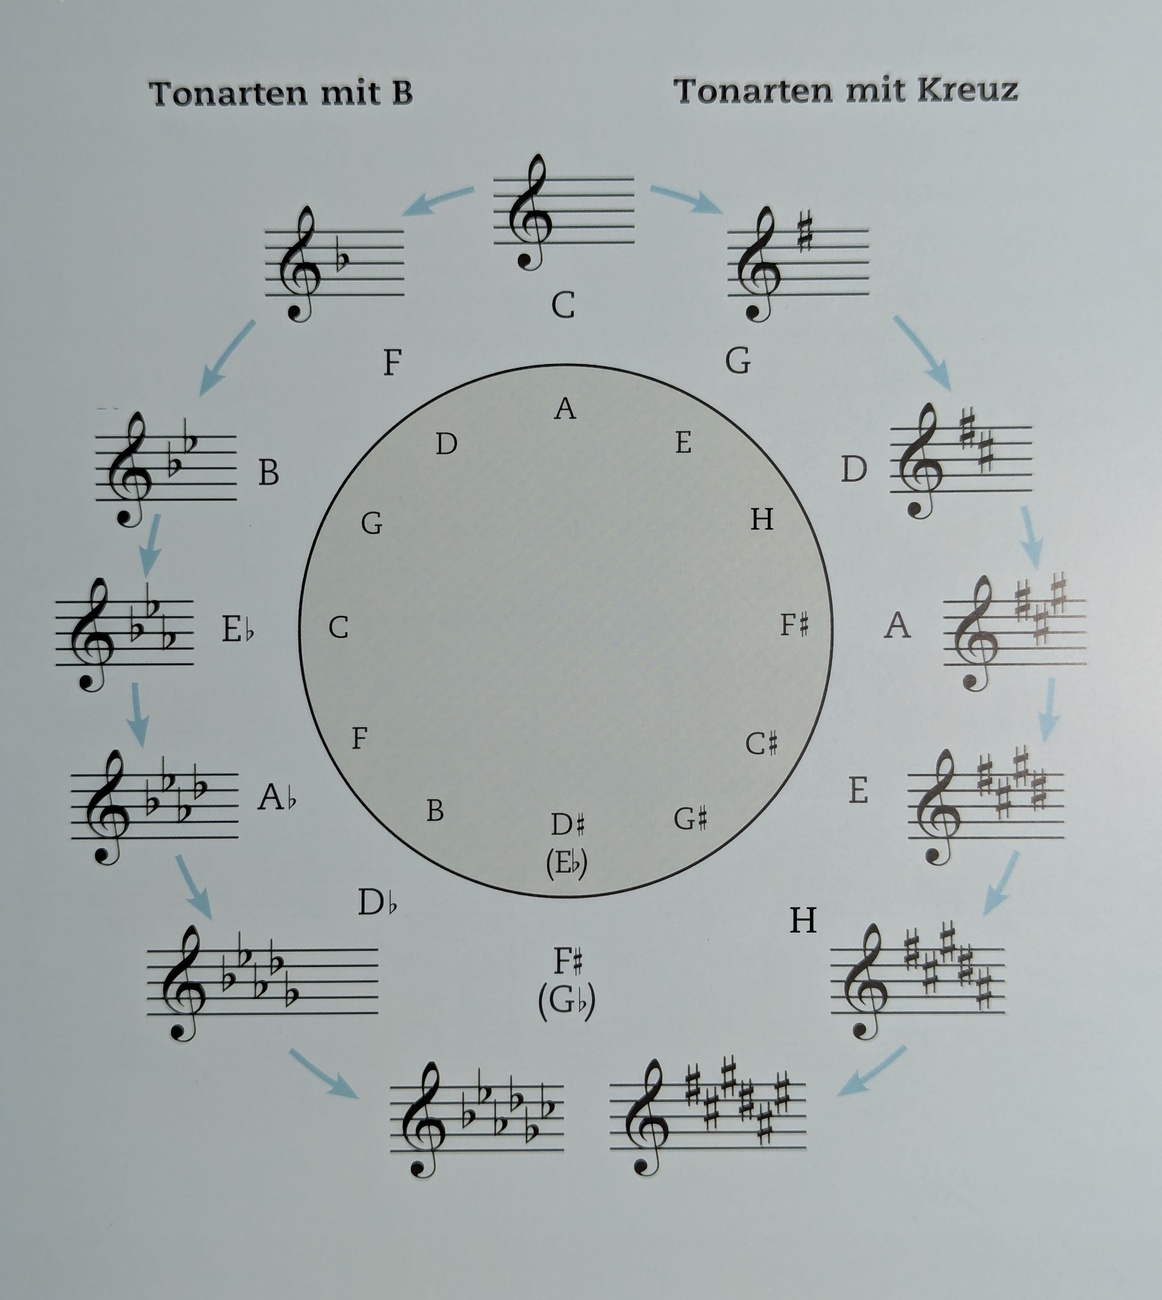 Tonarten mit B
Tonarten mit Kreuz
C
F
G
A
D
E
B
D
G
H
E♭
C
F♯
A
F
C♯
A♭
E
B
D♯
(E♭)
G♯
D♭
H
F♯
(G♭)